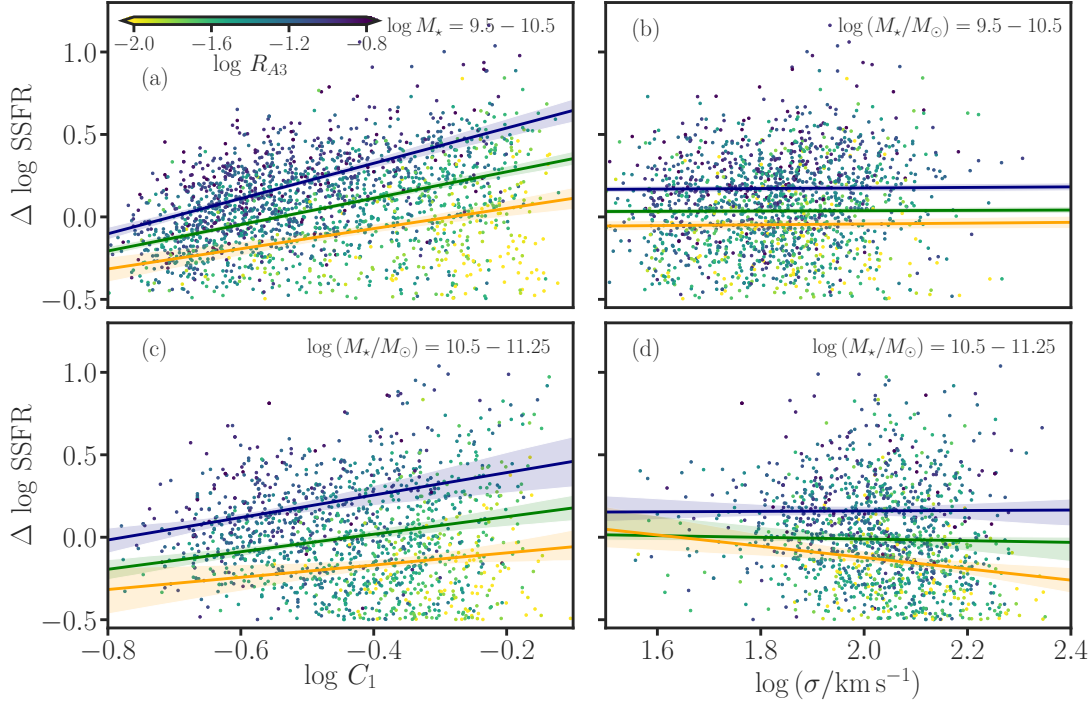 −2.0 −1.6 −1.2 −0.8
log R_{A3}
(a)
log M⋆ = 9.5 − 10.5
(b)
log (M⋆/M⊙) = 9.5 − 10.5
Δ log SSFR
1.0
0.5
0.0
−0.5
(c)
log (M⋆/M⊙) = 10.5 − 11.25
(d)
log (M⋆/M⊙) = 10.5 − 11.25
Δ log SSFR
1.0
0.5
0.0
−0.5
−0.8 −0.6 −0.4 −0.2
log C₁
1.6 1.8 2.0 2.2 2.4
log (σ/km s⁻¹)